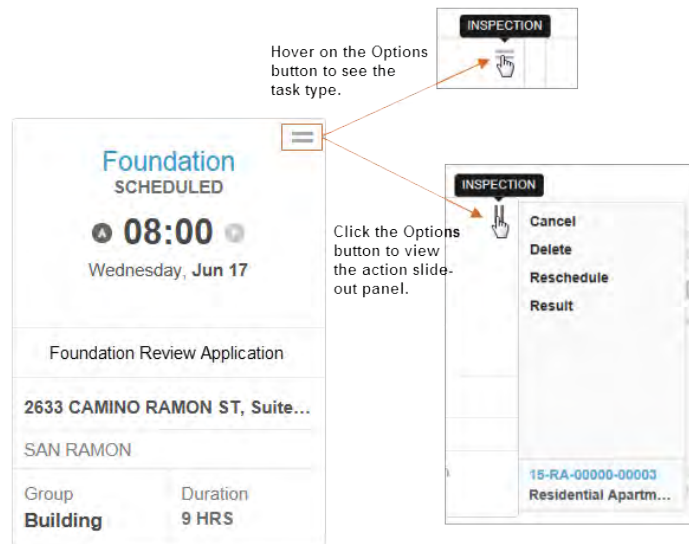 INSPECTION
Hover on the Options
button to see the
task type.
Foundation
SCHEDULED
A 08:00
Wednesday, Jun 17
Foundation Review Application
2633 CAMINO RAMON ST, Suite...
SAN RAMON
Group
Building
Duration
9 HRS
Click the Options
button to view
the action slide-
out panel.
INSPECTION
Cancel
Delete
Reschedule
Result
15-RA-00000-00003
Residential Apartm...